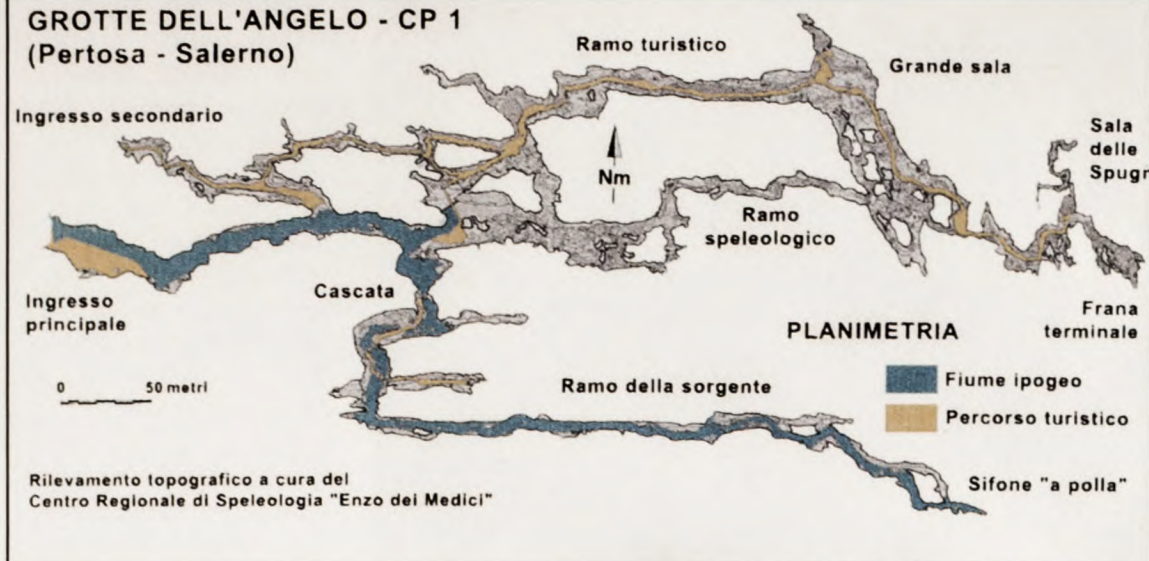 GROTTE DELL'ANGELO - CP 1
(Pertosa - Salerno)
Ramo turistico
Grande sala
Ingresso secondario
Sala
delle
Spugn
Nm
Ramo
speleologico
Ingresso
principale
Cascata
Frana
terminale
PLANIMETRIA
0 50 metri
Ramo della sorgente
Fiume ipogeo
Percorso turistico
Rilevamento topografico a cura del
Centro Regionale di Speleologia "Enzo dei Medici"
Sifone "a polla"